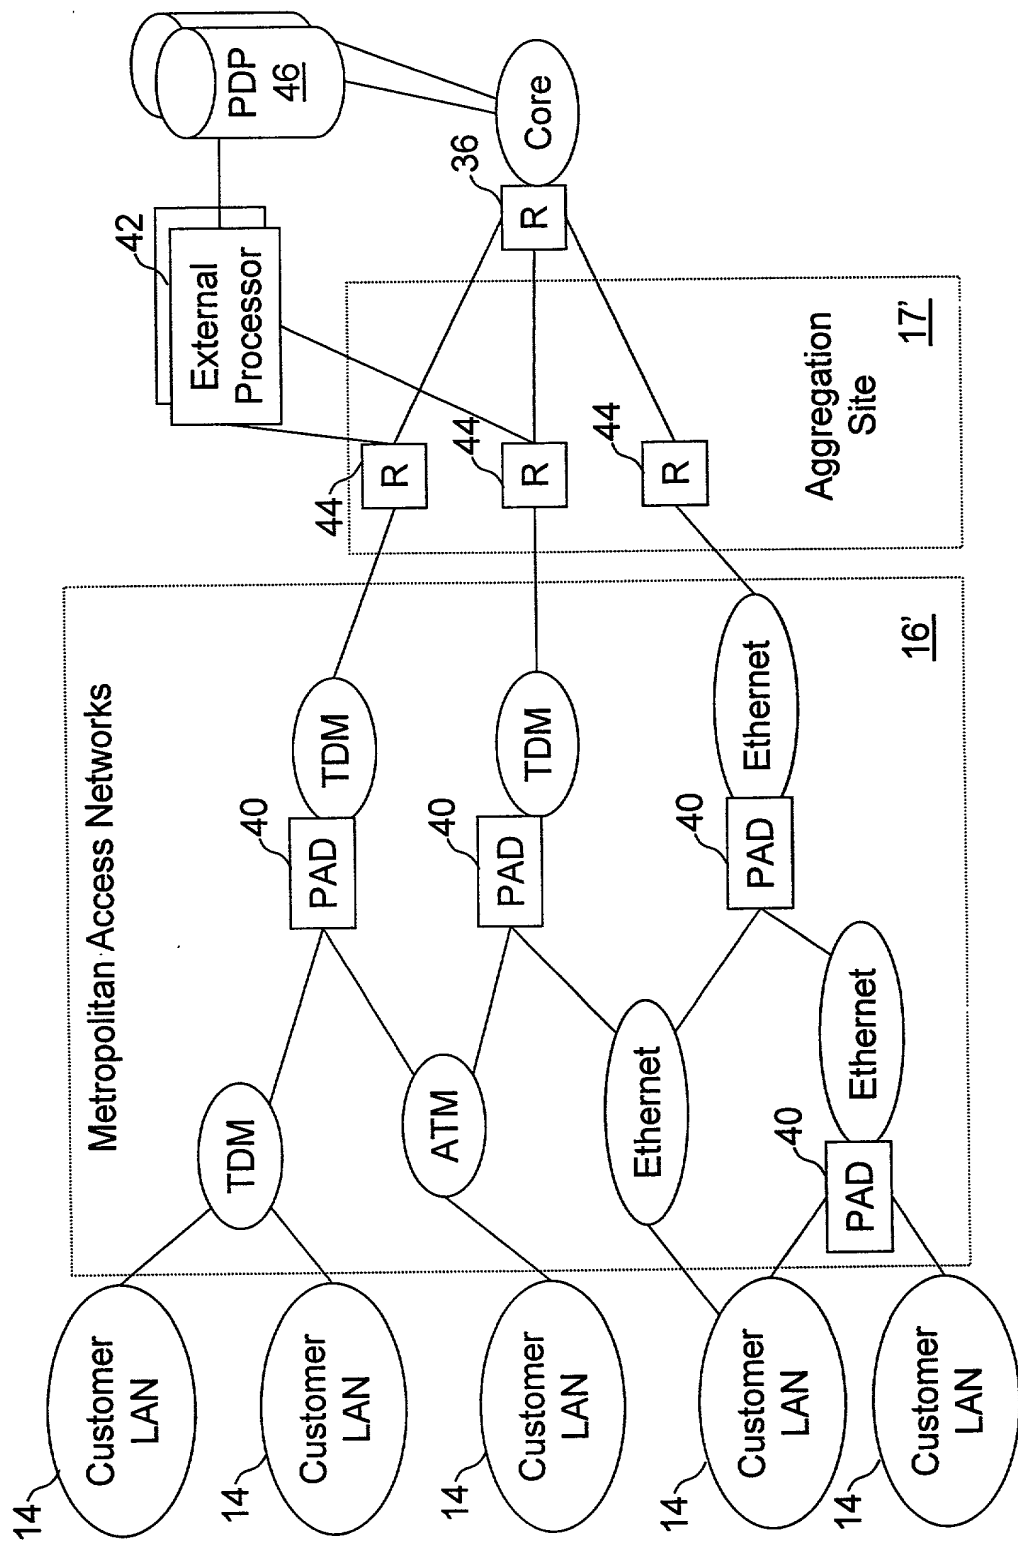 Metropolitan Access Networks
14
Customer
LAN
14
Customer
LAN
14
Customer
LAN
14
Customer
LAN
14
Customer
LAN
TDM
ATM
Ethernet
40
PAD
Ethernet
40
PAD
TDM
40
PAD
TDM
40
PAD
Ethernet
16'
44
R
44
R
44
R
Aggregation
Site
17'
42
External
Processor
PDP
46
36
R
Core